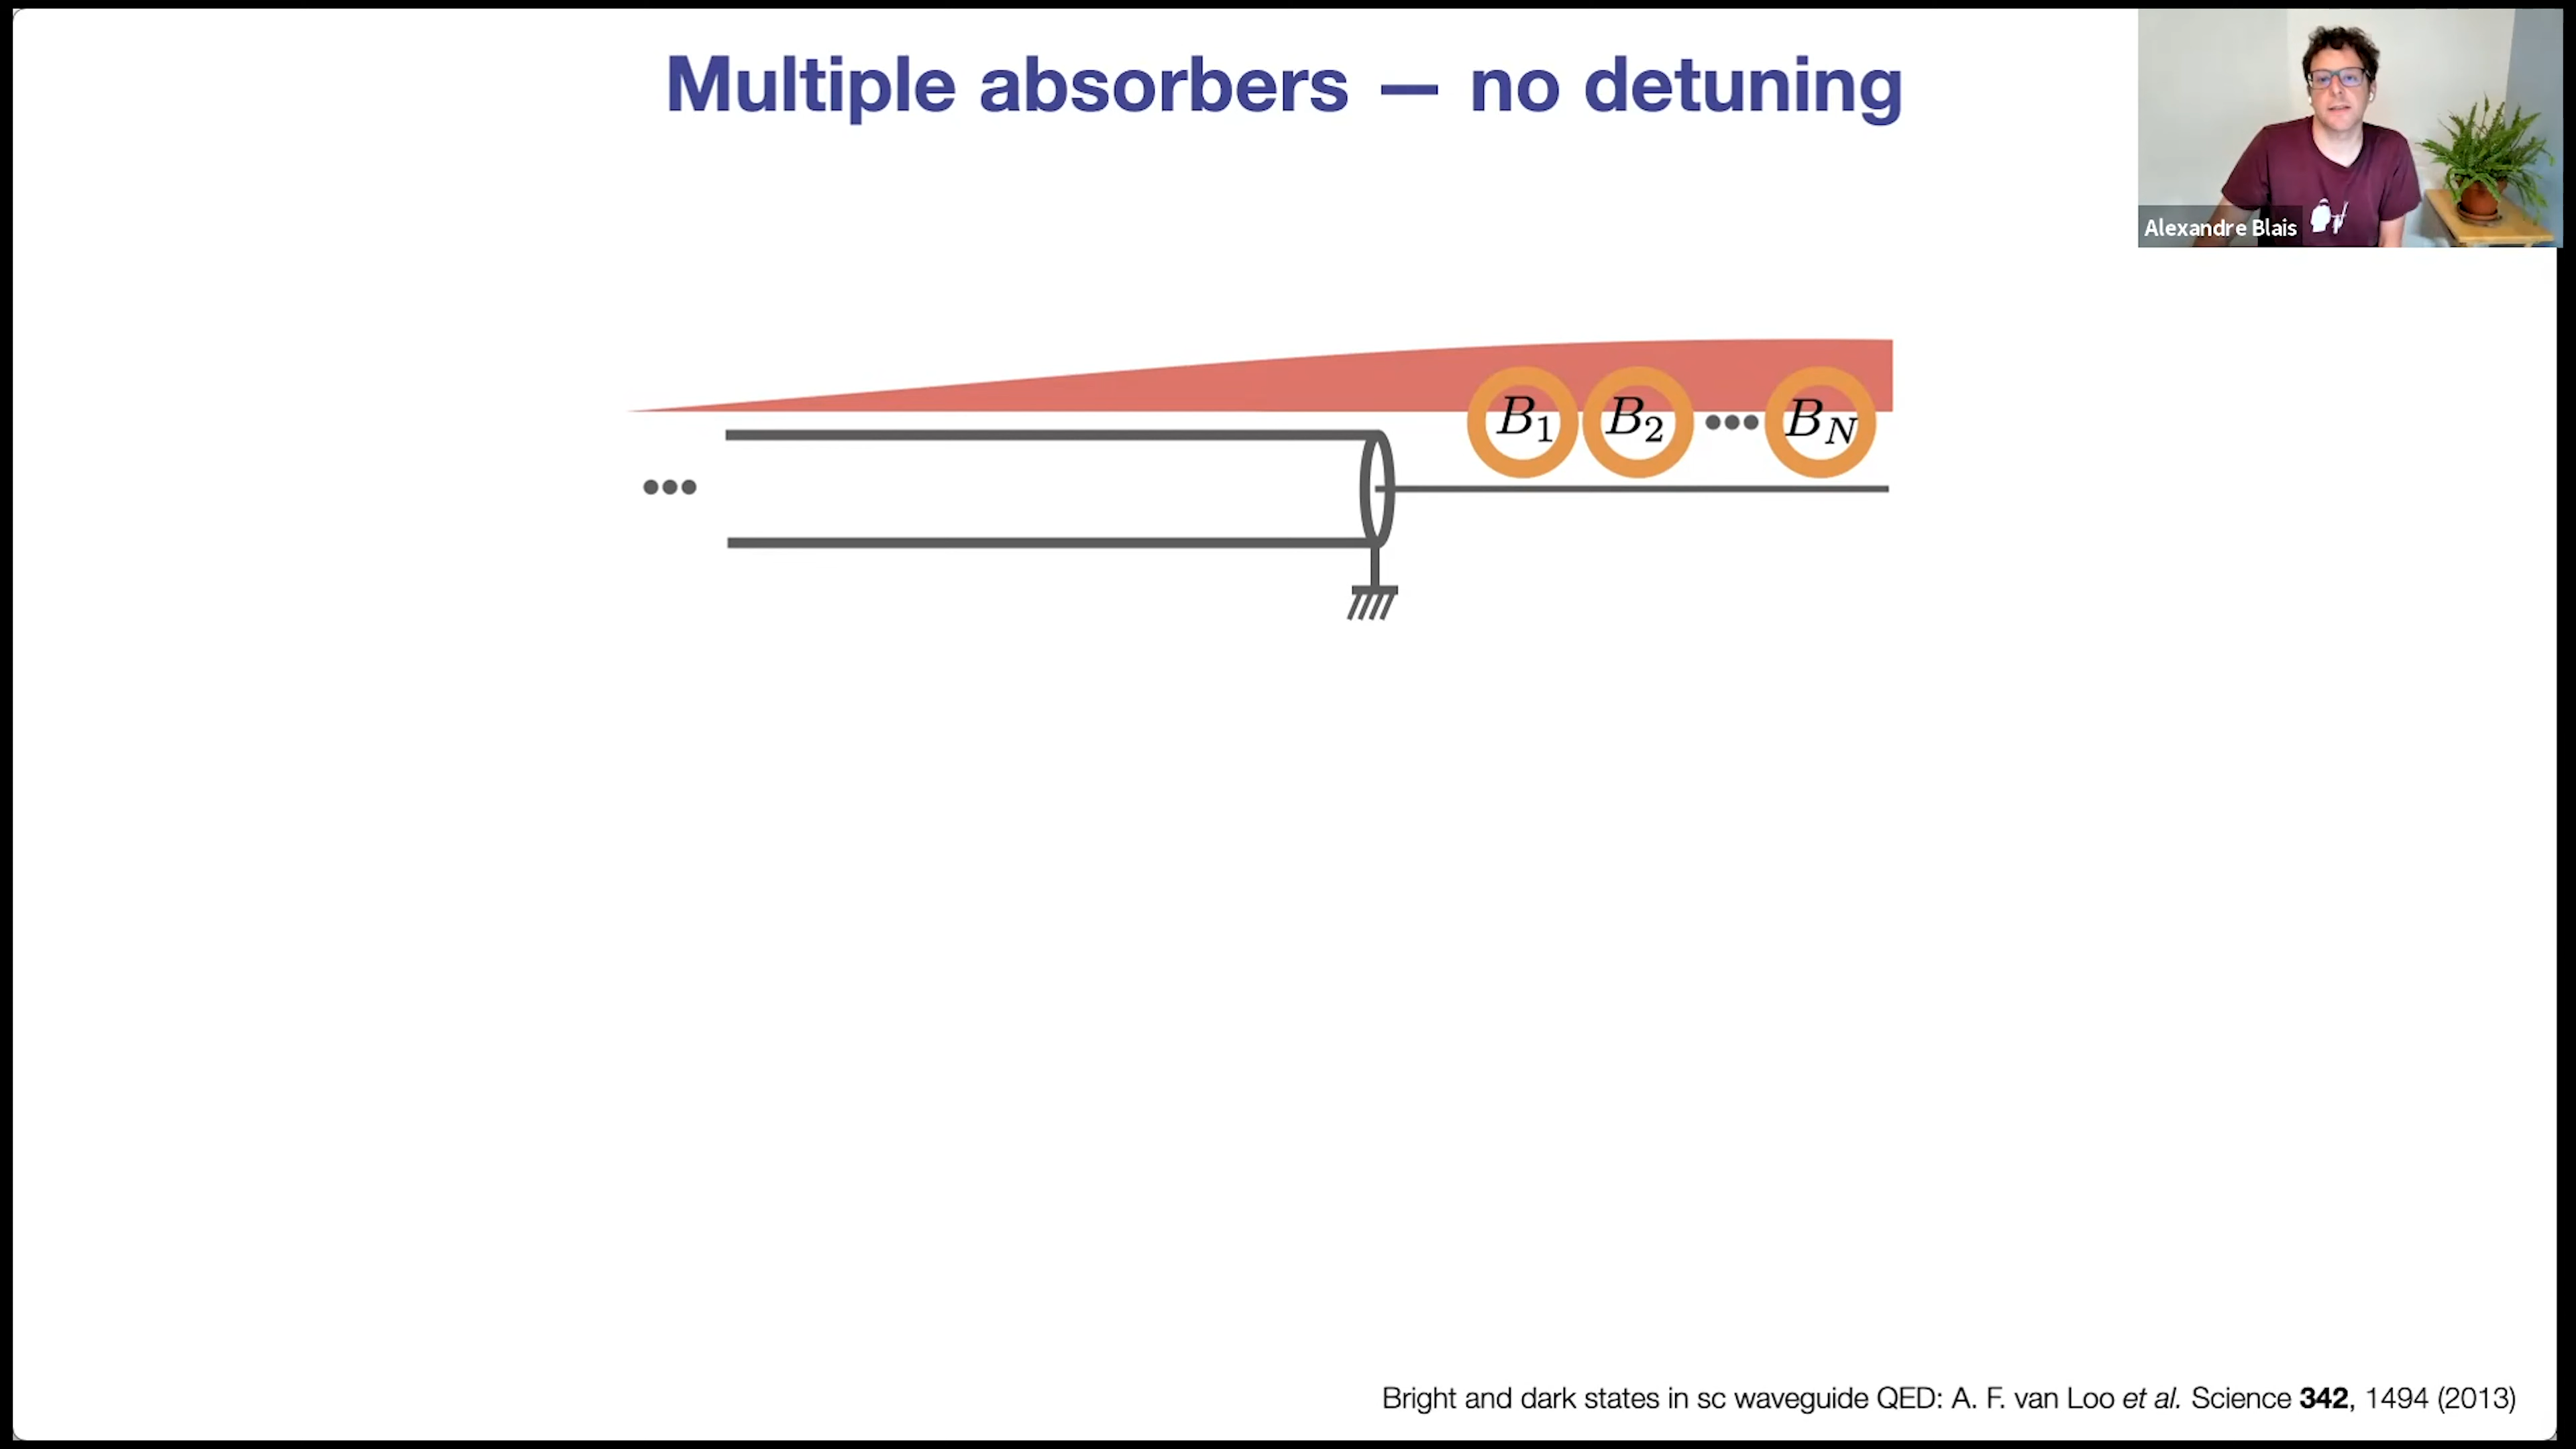 Multiple absorbers — no detuning
Alexandre Blais
B₁ B₂ ••• B_N
•••
Bright and dark states in sc waveguide QED: A. F. van Loo et al. Science 342, 1494 (2013)